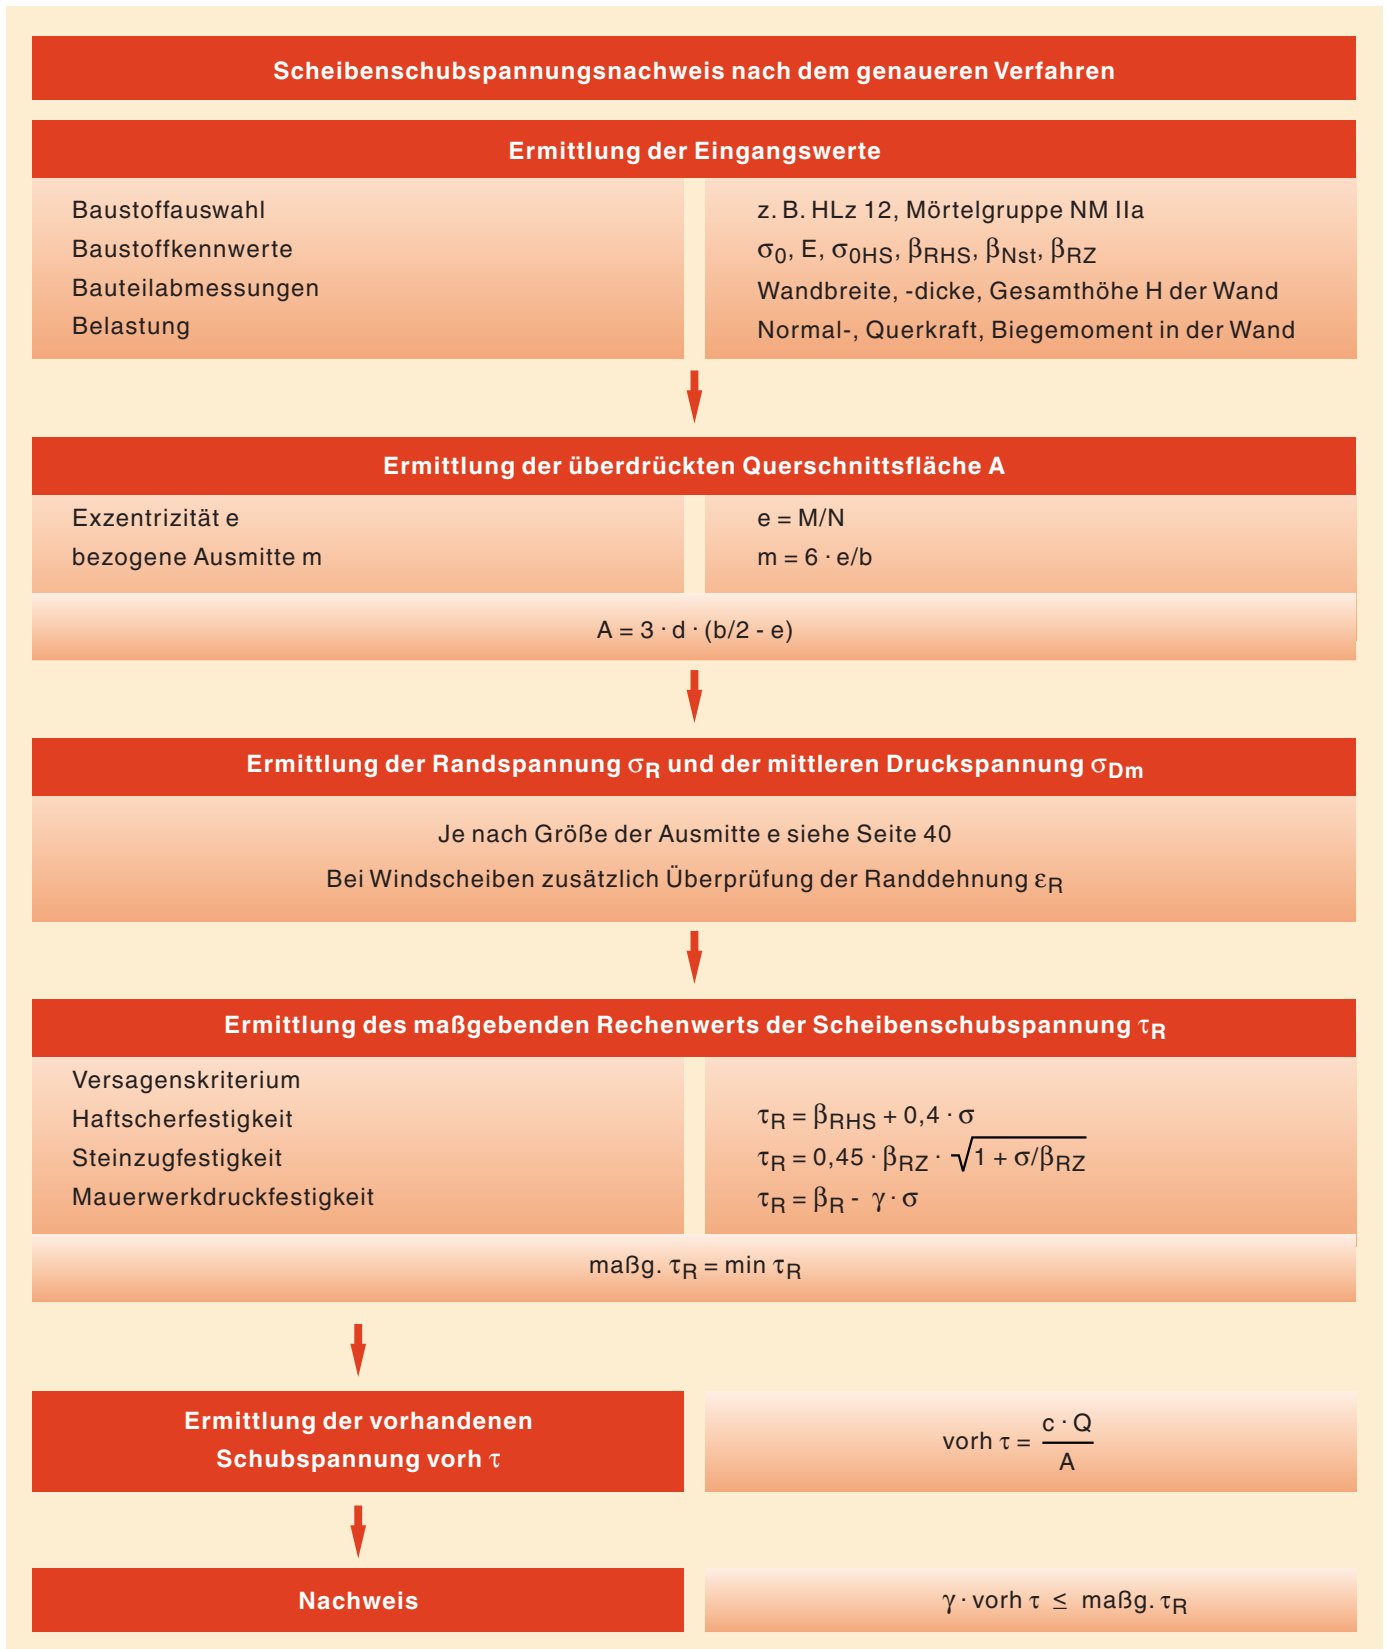 Scheibenschubspannungsnachweis nach dem genaueren Verfahren
Ermittlung der Eingangswerte
Baustoffauswahl
z. B. HLz 12, Mörtelgruppe NM IIa
Baustoffkennwerte
σ0, E, σ0HS, βRHS, βNst, βRZ
Bauteilabmessungen
Wandbreite, -dicke, Gesamthöhe H der Wand
Belastung
Normal-, Querkraft, Biegemoment in der Wand
Ermittlung der überdrückten Querschnittsfläche A
Exzentrizität e
e = M/N
bezogene Ausmitte m
m = 6 · e/b
A = 3 · d · (b/2 - e)
Ermittlung der Randspannung σR und der mittleren Druckspannung σDm
Je nach Größe der Ausmitte e siehe Seite 40
Bei Windscheiben zusätzlich Überprüfung der Randdehnung εR
Ermittlung des maßgebenden Rechenwerts der Scheibenschubspannung τR
Versagenskriterium
Haftscherfestigkeit
τR = βRHS + 0,4 · σ
Steinzugfestigkeit
τR = 0,45 · βRZ · √1 + σ/βRZ
Mauerwerkdruckfestigkeit
τR = βR - γ · σ
maßg. τR = min τR
Ermittlung der vorhandenen
Schubspannung vorh τ
vorh τ = c · Q / A
Nachweis
γ · vorh τ ≤ maßg. τR